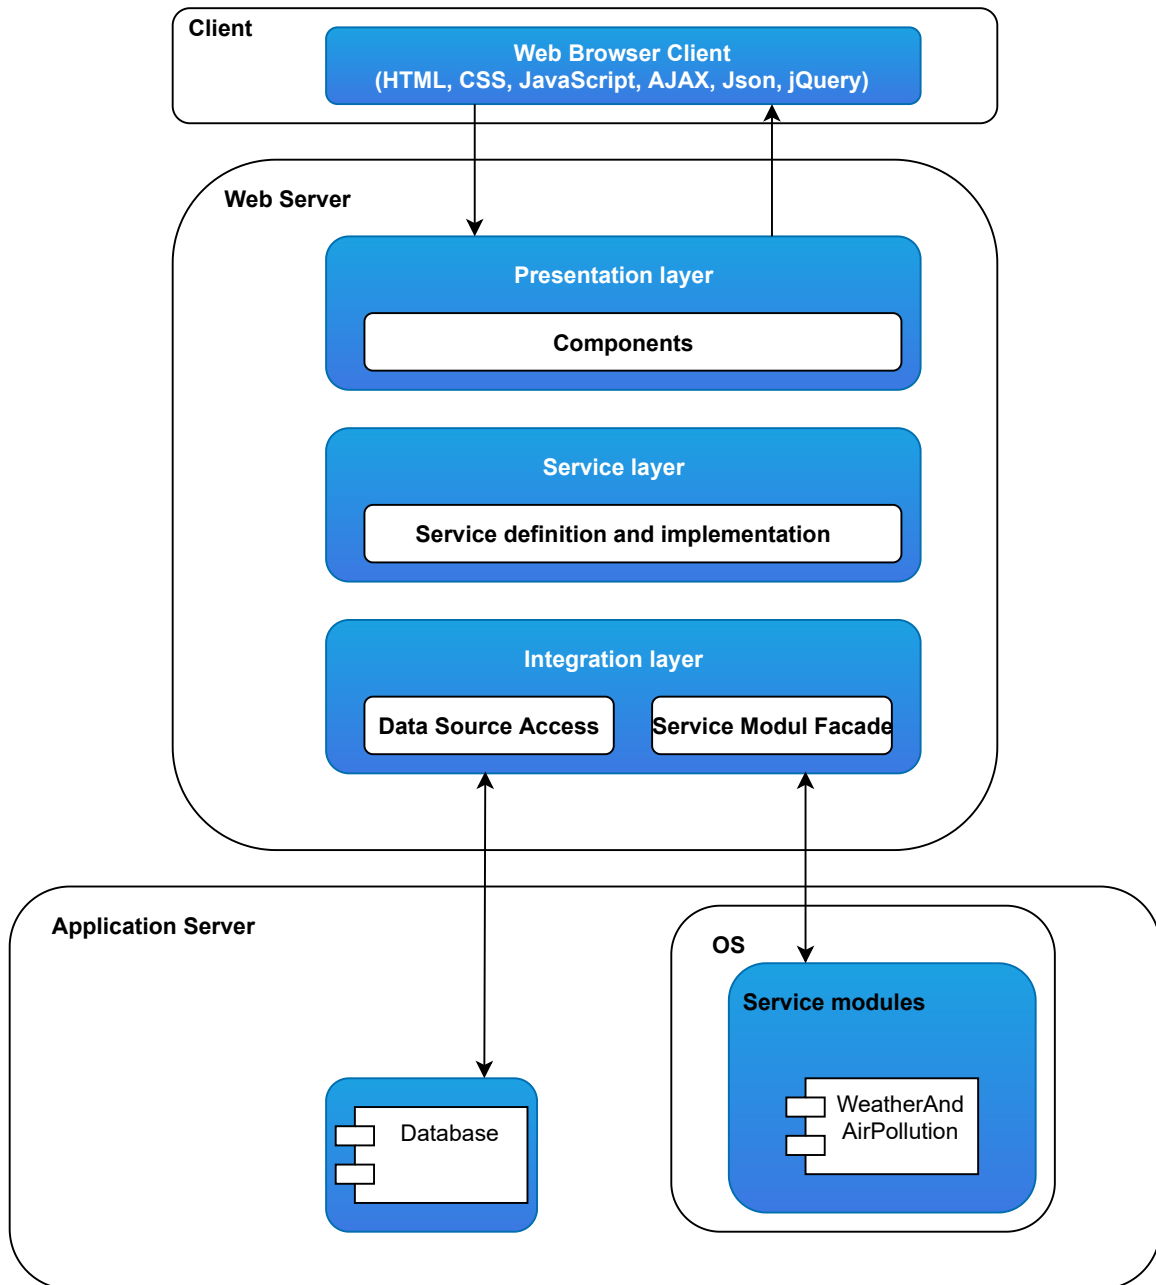 Client
Web Browser Client
(HTML, CSS, JavaScript, AJAX, Json, jQuery)
Web Server
Presentation layer
Components
Service layer
Service definition and implementation
Integration layer
Data Source Access
Service Modul Facade
Application Server
OS
Service modules
WeatherAnd
AirPollution
Database